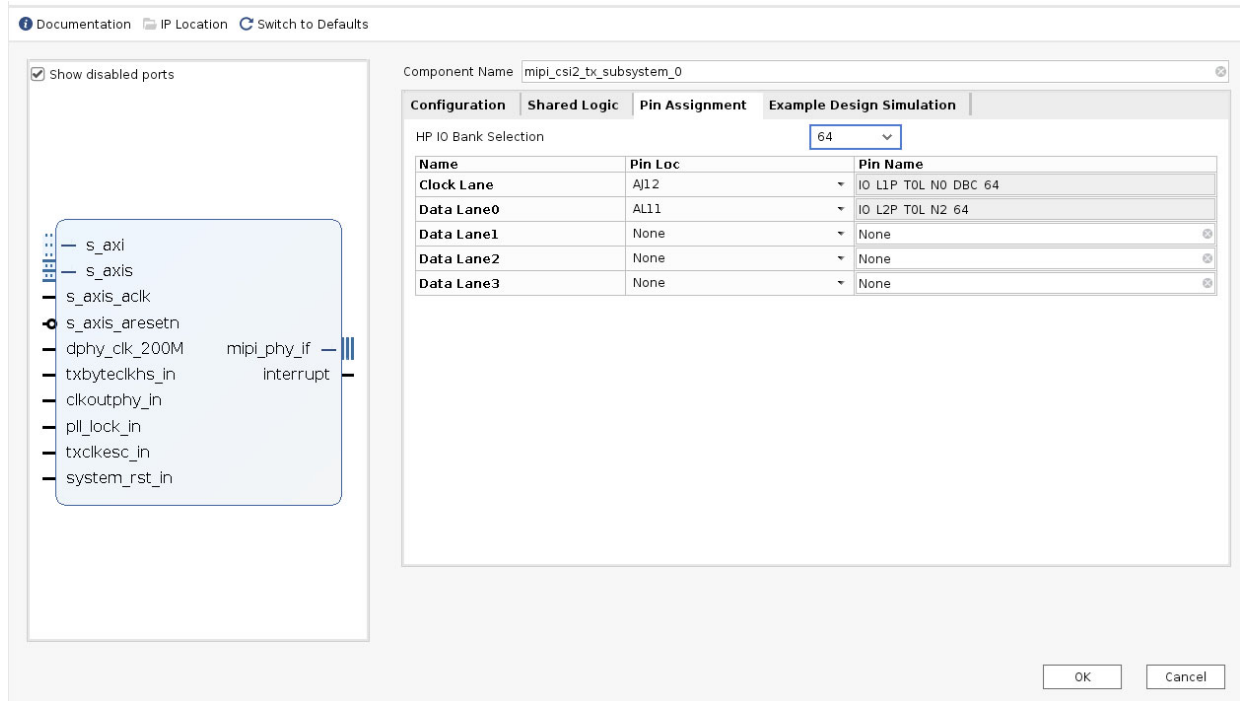 Documentation IP Location Switch to Defaults
Show disabled ports
s_axi
s_axis
s_axis_aclk
s_axis_aresetn
dphy_clk_200M mipi_phy_if
txbyteclkhs_in interrupt
clkoutphy_in
pll_lock_in
txclkesc_in
system_rst_in
Component Name mipi_csi2_tx_subsystem_0
Configuration Shared Logic Pin Assignment Example Design Simulation
HP IO Bank Selection 64
Name Pin Loc Pin Name
Clock Lane AJ12 IO L1P T0L N0 DBC 64
Data Lane0 AL11 IO L2P T0L N2 64
Data Lane1 None None
Data Lane2 None None
Data Lane3 None None
OK Cancel